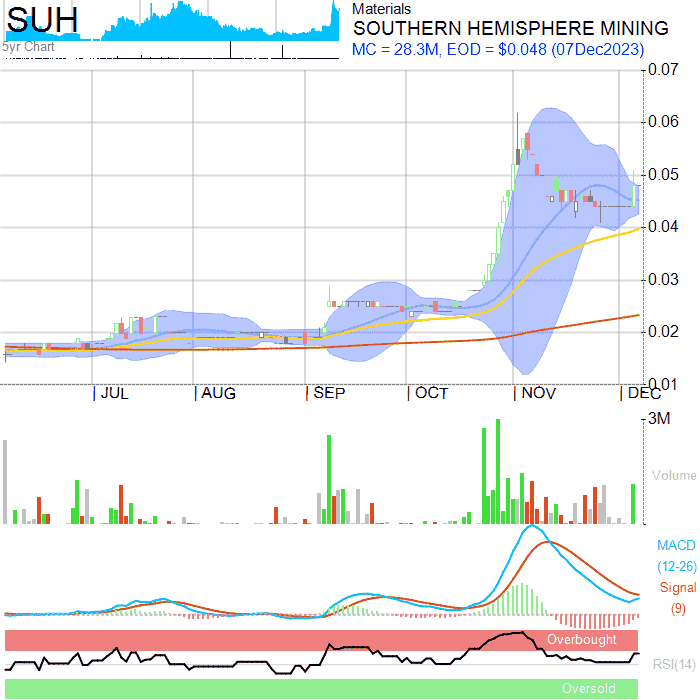 SUH
5yr Chart
Materials
SOUTHERN HEMISPHERE MINING
MC = 28.3M, EOD = $0.048 (07Dec2023)
0.07
0.06
0.05
0.04
0.03
0.02
0.01
JUL AUG SEP OCT NOV DEC
3M
Volume
MACD
(12-26)
Signal
(9)
Overbought
RSI(14)
Oversold